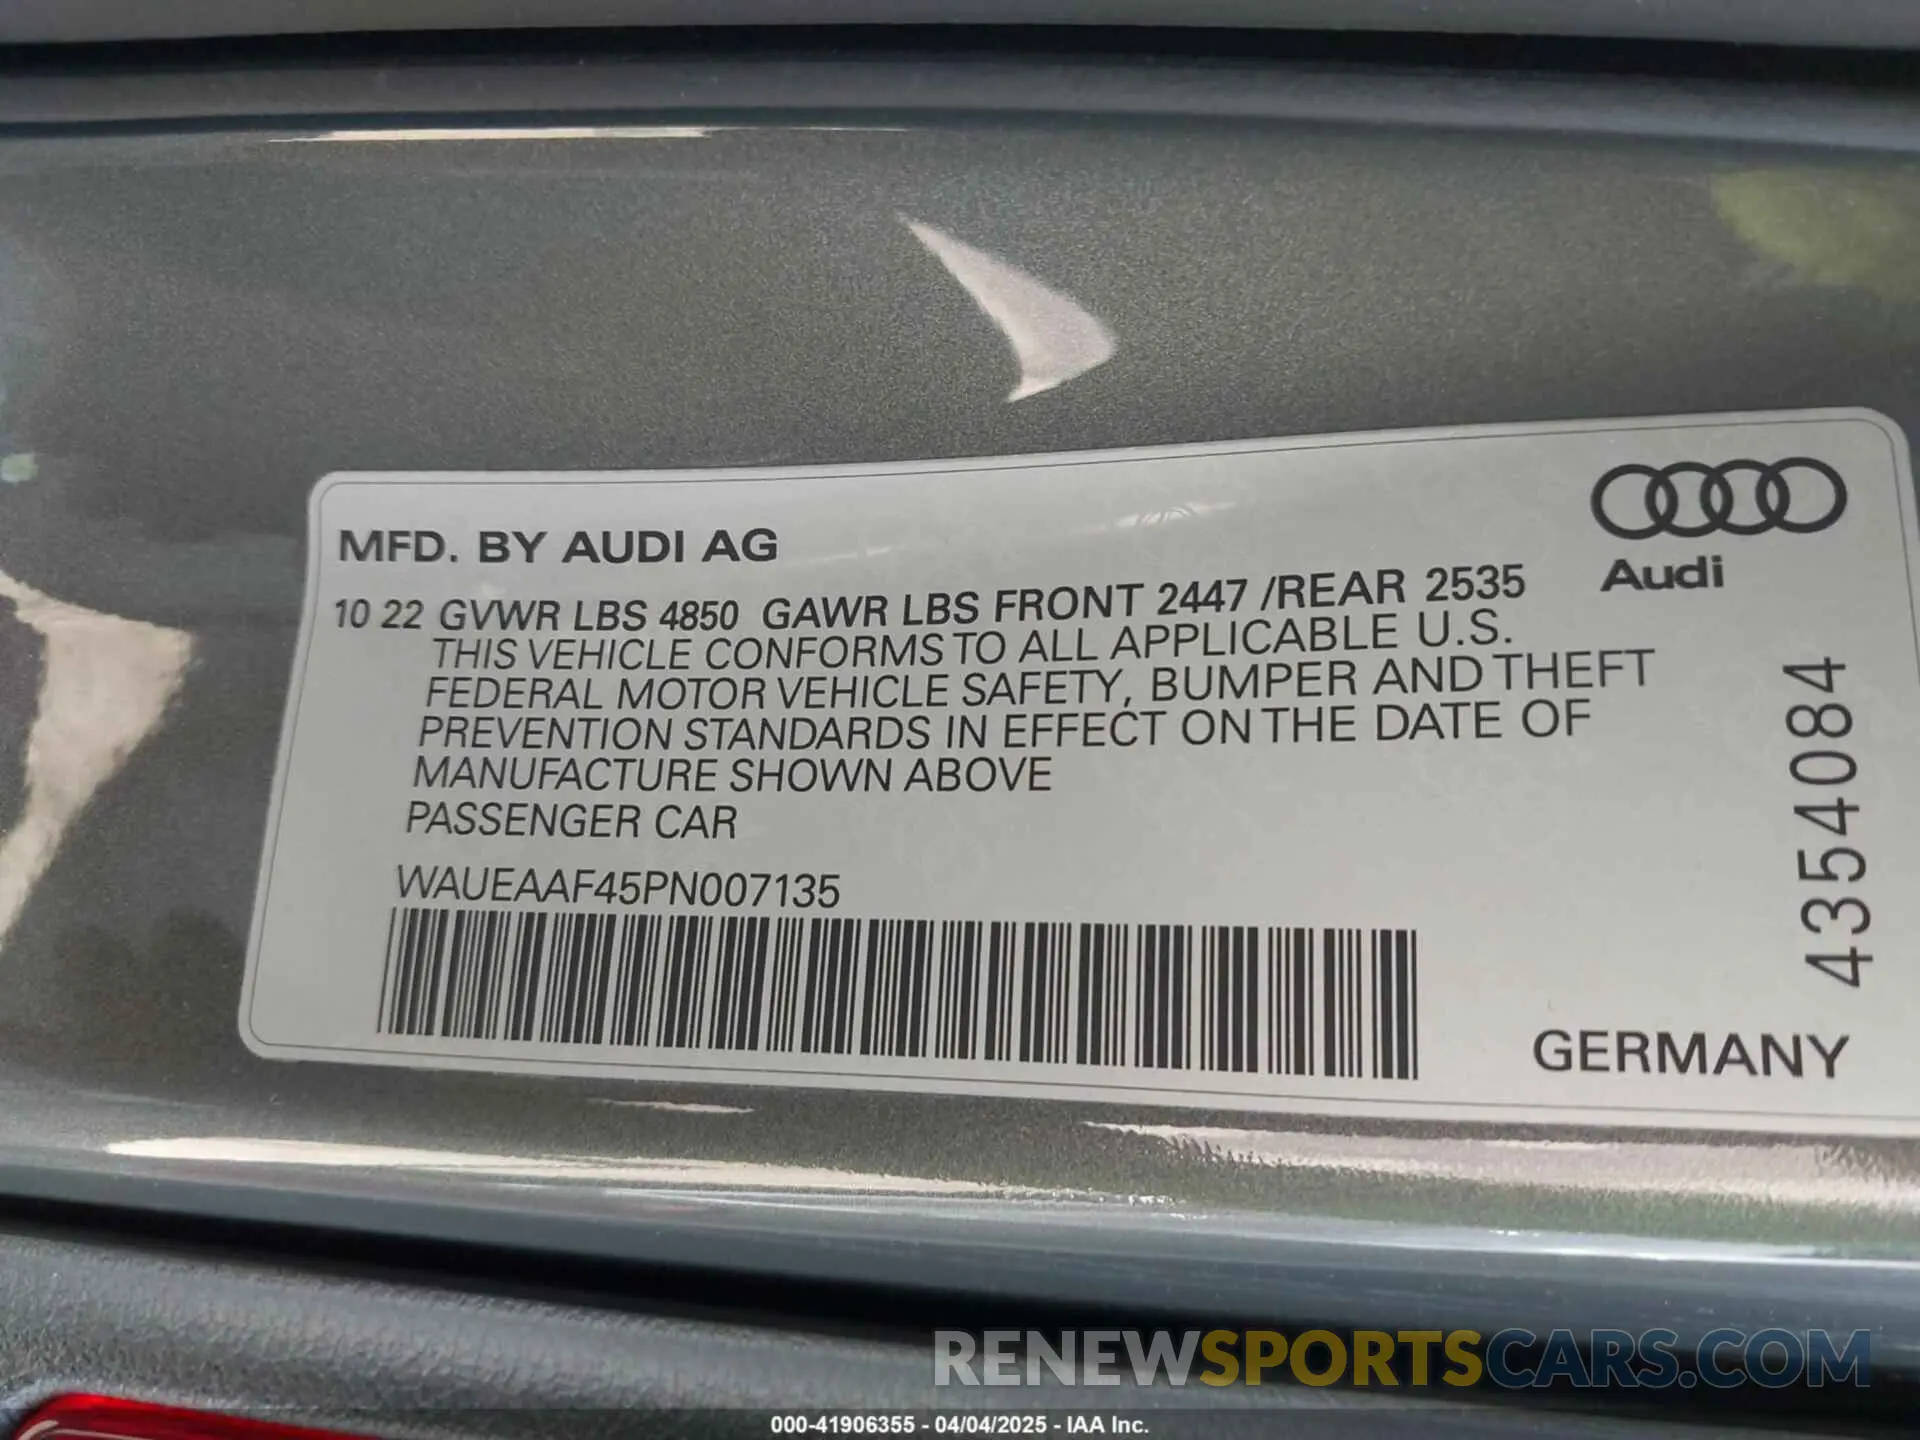 MFD. BY AUDI AG
Audi
10 22 GVWR LBS 4850 GAWR LBS FRONT 2447 /REAR 2535
THIS VEHICLE CONFORMS TO ALL APPLICABLE U.S.
FEDERAL MOTOR VEHICLE SAFETY, BUMPER AND THEFT
PREVENTION STANDARDS IN EFFECT ON THE DATE OF
MANUFACTURE SHOWN ABOVE
PASSENGER CAR
WAUEAAF45PN007135
4354084
GERMANY
RENEWSPORTSCARS.COM
000-41906355 - 04/04/2025 - IAA Inc.